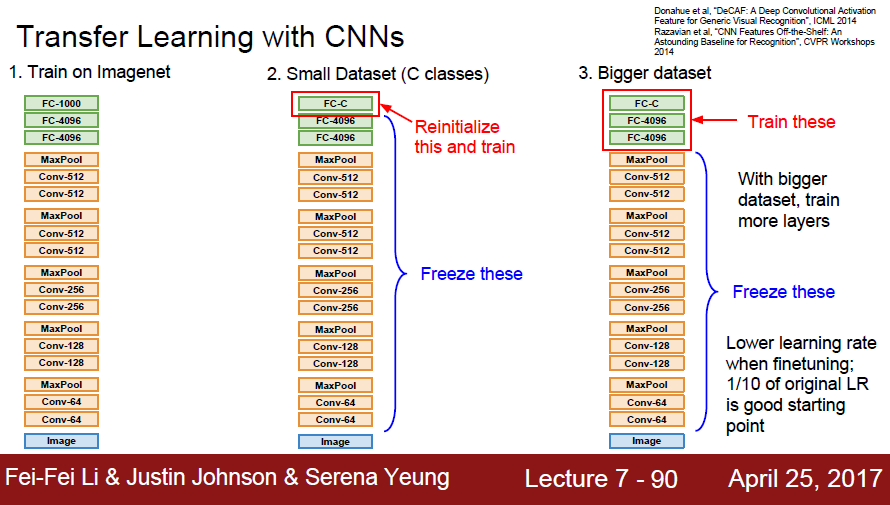 Transfer Learning with CNNs
Donahue et al, "DeCAF: A Deep Convolutional Activation
Feature for Generic Visual Recognition", ICML 2014
Razavian et al, "CNN Features Off-the-Shelf: An
Astounding Baseline for Recognition", CVPR Workshops
2014
1. Train on Imagenet
FC-1000
FC-4096
FC-4096
MaxPool
Conv-512
Conv-512
MaxPool
Conv-512
Conv-512
MaxPool
Conv-256
Conv-256
MaxPool
Conv-128
Conv-128
MaxPool
Conv-64
Conv-64
Image
2. Small Dataset (C classes)
FC-C
FC-4096
FC-4096
MaxPool
Conv-512
Conv-512
MaxPool
Conv-512
Conv-512
MaxPool
Conv-256
Conv-256
MaxPool
Conv-128
Conv-128
MaxPool
Conv-64
Conv-64
Image
Reinitialize
this and train
Freeze these
3. Bigger dataset
FC-C
FC-4096
FC-4096
MaxPool
Conv-512
Conv-512
MaxPool
Conv-512
Conv-512
MaxPool
Conv-256
Conv-256
MaxPool
Conv-128
Conv-128
MaxPool
Conv-64
Conv-64
Image
Train these
With bigger
dataset, train
more layers
Freeze these
Lower learning rate
when finetuning;
1/10 of original LR
is good starting
point
Fei-Fei Li & Justin Johnson & Serena Yeung
Lecture 7 - 90
April 25, 2017